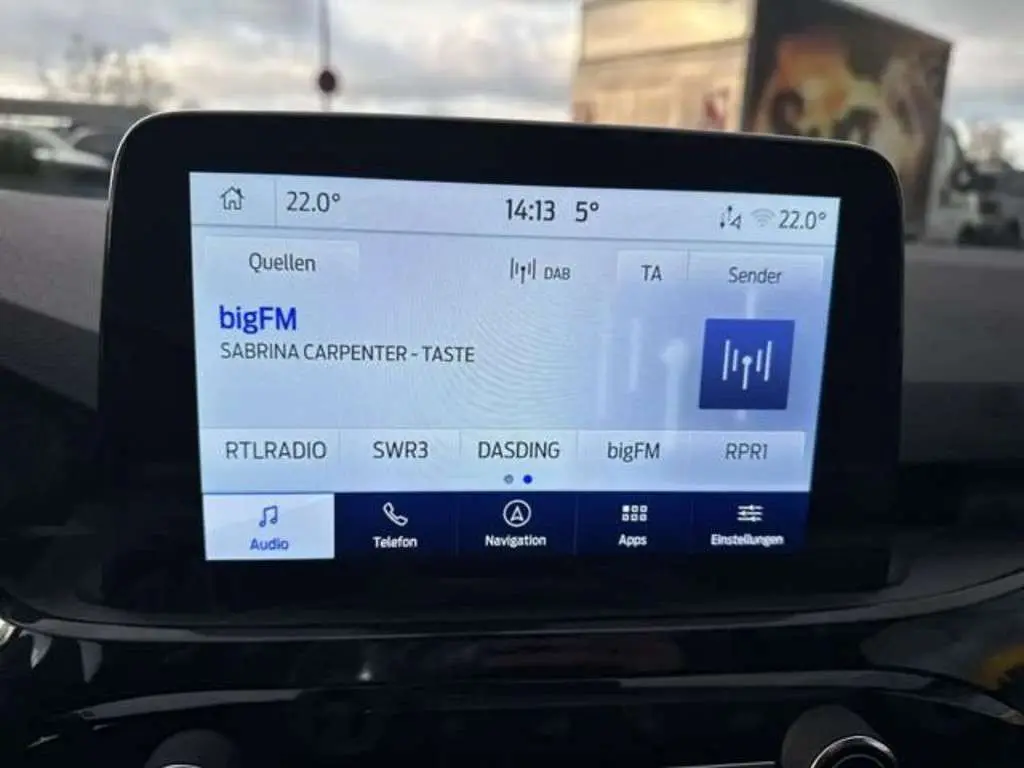 22.0° 14:13 5° 4 22.0°
Quellen DAB TA Sender
bigFM
SABRINA CARPENTER - TASTE
RTLRADIO SWR3 DASDING bigFM RPR1
Audio Telefon Navigation Apps Einstellungen